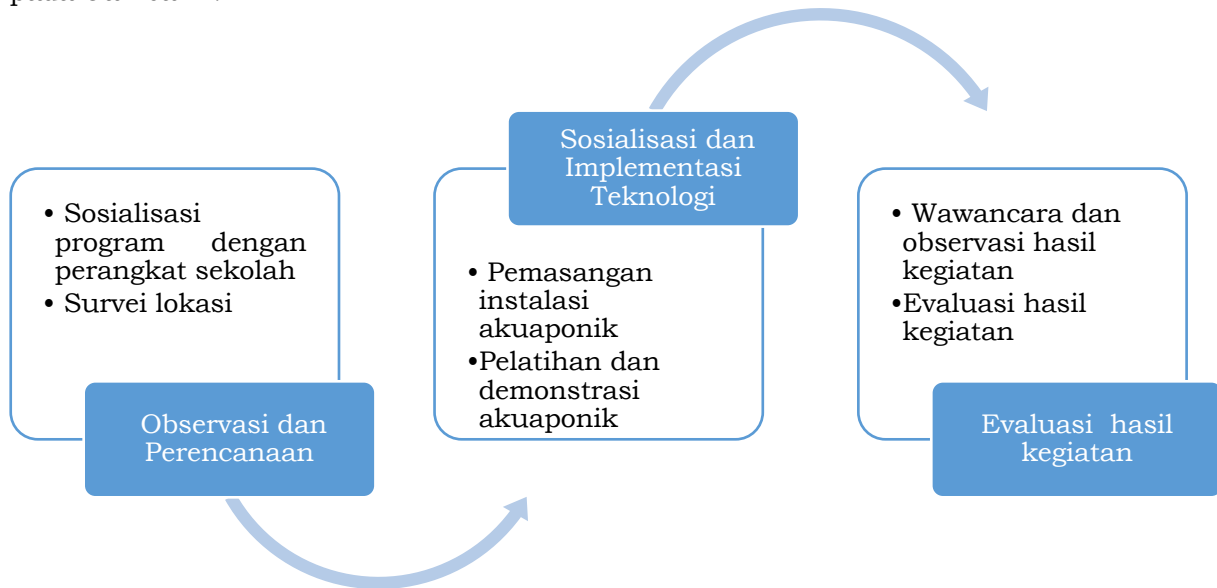 • Sosialisasi
program dengan
perangkat sekolah
• Survei lokasi
Observasi dan
Perencanaan
Sosialisasi dan
Implementasi
Teknologi
• Pemasangan
instalasi
akuaponik
•Pelatihan dan
demonstrasi
akuaponik
• Wawancara dan
observasi hasil
kegiatan
•Evaluasi hasil
kegiatan
Evaluasi hasil
kegiatan